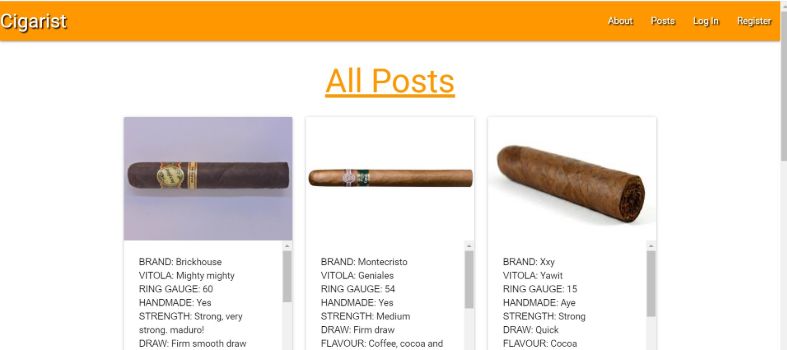 Cigarist
About Posts Log In Register
All Posts
BRAND: Brickhouse
VITOLA: Mighty mighty
RING GAUGE: 60
HANDMADE: Yes
STRENGTH: Strong, very
strong. maduro!
DRAW: Firm smooth draw
BRAND: Montecristo
VITOLA: Geniales
RING GAUGE: 54
HANDMADE: Yes
STRENGTH: Medium
DRAW: Firm draw
FLAVOUR: Coffee, cocoa and
BRAND: Xxy
VITOLA: Yawit
RING GAUGE: 15
HANDMADE: Aye
STRENGTH: Strong
DRAW: Quick
FLAVOUR: Cocoa